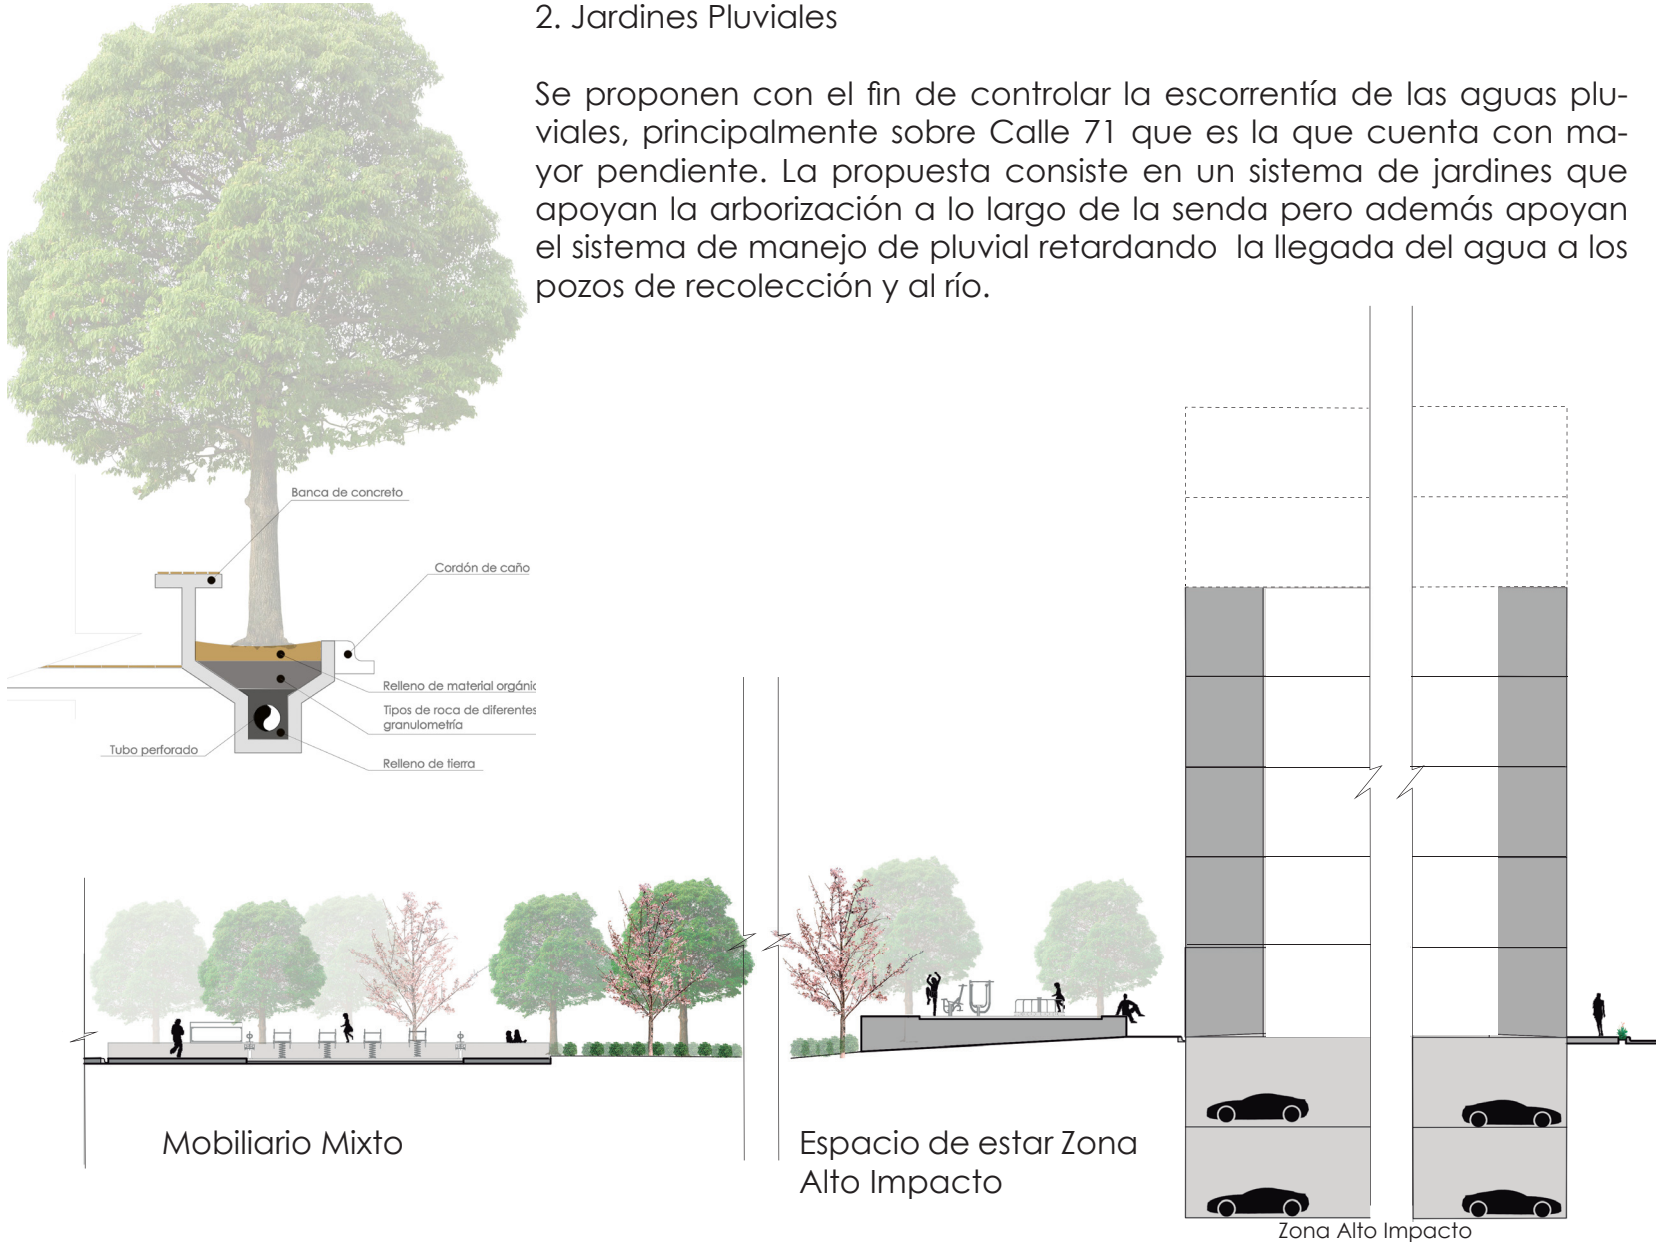 2. Jardines Pluviales
Se proponen con el fin de controlar la escorrentía de las aguas plu-
viales, principalmente sobre Calle 71 que es la que cuenta con ma-
yor pendiente. La propuesta consiste en un sistema de jardines que
apoyan la arborización a lo largo de la senda pero además apoyan
el sistema de manejo de pluvial retardando  la llegada del agua a los
pozos de recolección y al río.
Banca de concreto
Cordón de caño
Relleno de material orgánic
Tipos de roca de diferentes
granulometría
Tubo perforado
Relleno de tierra
Mobiliario Mixto
Espacio de estar Zona
Alto Impacto
Zona Alto Impacto